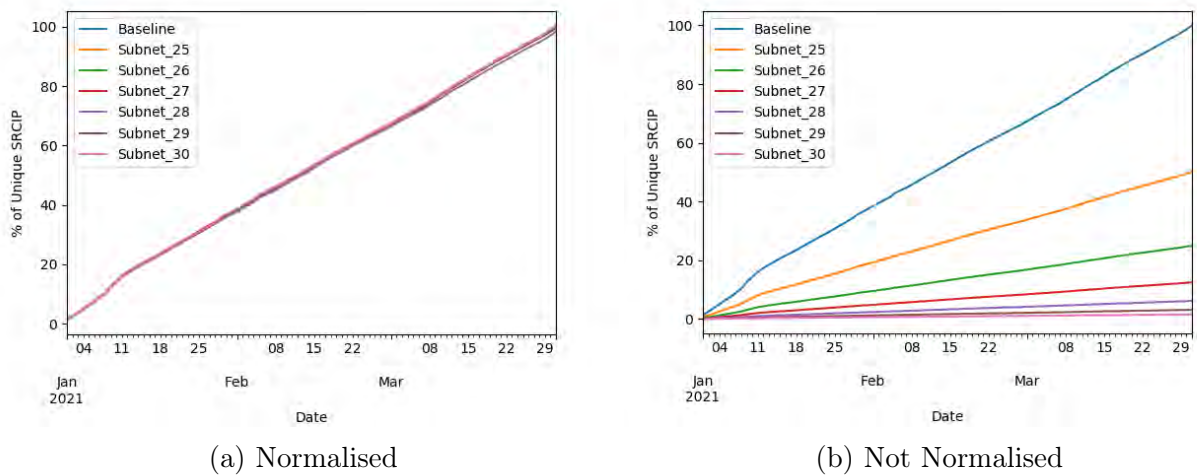 100
80
60
40
20
0
% of Unique SRCIP
Baseline
Subnet_25
Subnet_26
Subnet_27
Subnet_28
Subnet_29
Subnet_30
04 11 18 25 08 15 22 08 15 22 29
Jan Feb Mar
2021
Date
(a) Normalised
100
80
60
40
20
0
% of Unique SRCIP
Baseline
Subnet_25
Subnet_26
Subnet_27
Subnet_28
Subnet_29
Subnet_30
04 11 18 25 08 15 22 08 15 22 29
Jan Feb Mar
2021
Date
(b) Not Normalised